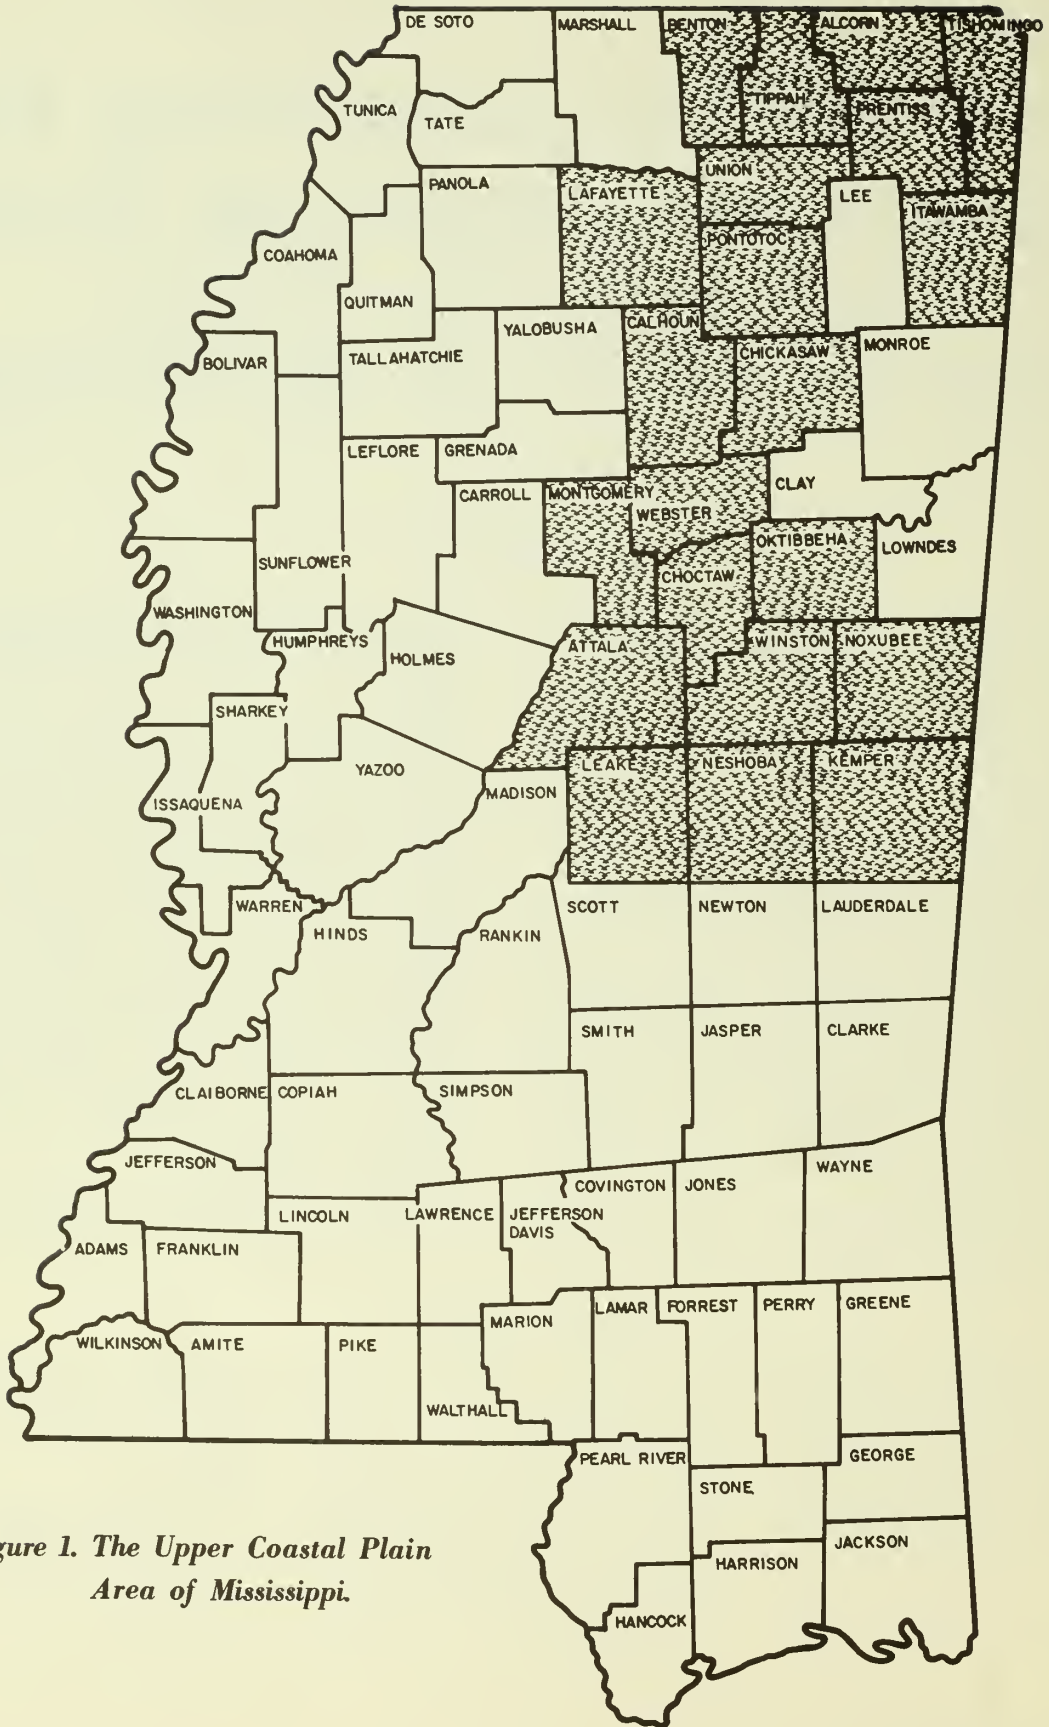 DE SOTO
MARSHALL
BENTON
ALCORN
TISHOMINGO
TUNICA
TATE
TIPPAH
PRENTISS
PANOLA
LAFAYETTE
UNION
LEE
ITAWAMBA
COAHOMA
PONTOTOC
QUITMAN
YALOBUSHA
CALHOUN
BOLIVAR
TALLAHATCHIE
CHICKASAW
MONROE
LEFLORE
GRENADA
CARROLL
MONTGOMERY
WEBSTER
CLAY
SUNFLOWER
CHOCTAW
OKTIBBEHA
LOWNDES
WASHINGTON
HUMPHREYS
HOLMES
ATTALA
WINSTON
NOXUBEE
SHARKEY
YAZOO
LEAKE
NESHOBA
KEMPER
ISSAQUENA
MADISON
WARREN
HINDS
RANKIN
SCOTT
NEWTON
LAUDERDALE
SMITH
JASPER
CLARKE
CLAIBORNE
COPIAH
SIMPSON
JEFFERSON
COVINGTON
JONES
WAYNE
LINCOLN
LAWRENCE
JEFFERSON
DAVIS
ADAMS
FRANKLIN
LAMAR
FORREST
PERRY
GREENE
WILKINSON
AMITE
PIKE
MARION
WALTHALL
PEARL RIVER
GEORGE
STONE
JACKSON
HARRISON
HANCOCK
gure 1. The Upper Coastal Plain
Area of Mississippi.